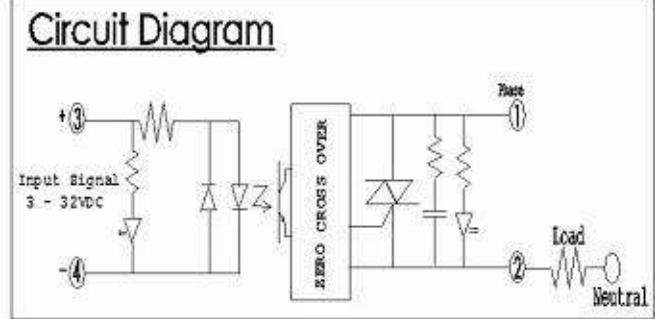 Circuit Diagram
Phase
+ 3
1
Input Signal
3 - 32VDC
ZERO CROSS OVER
- 4
2
Load
Neutral